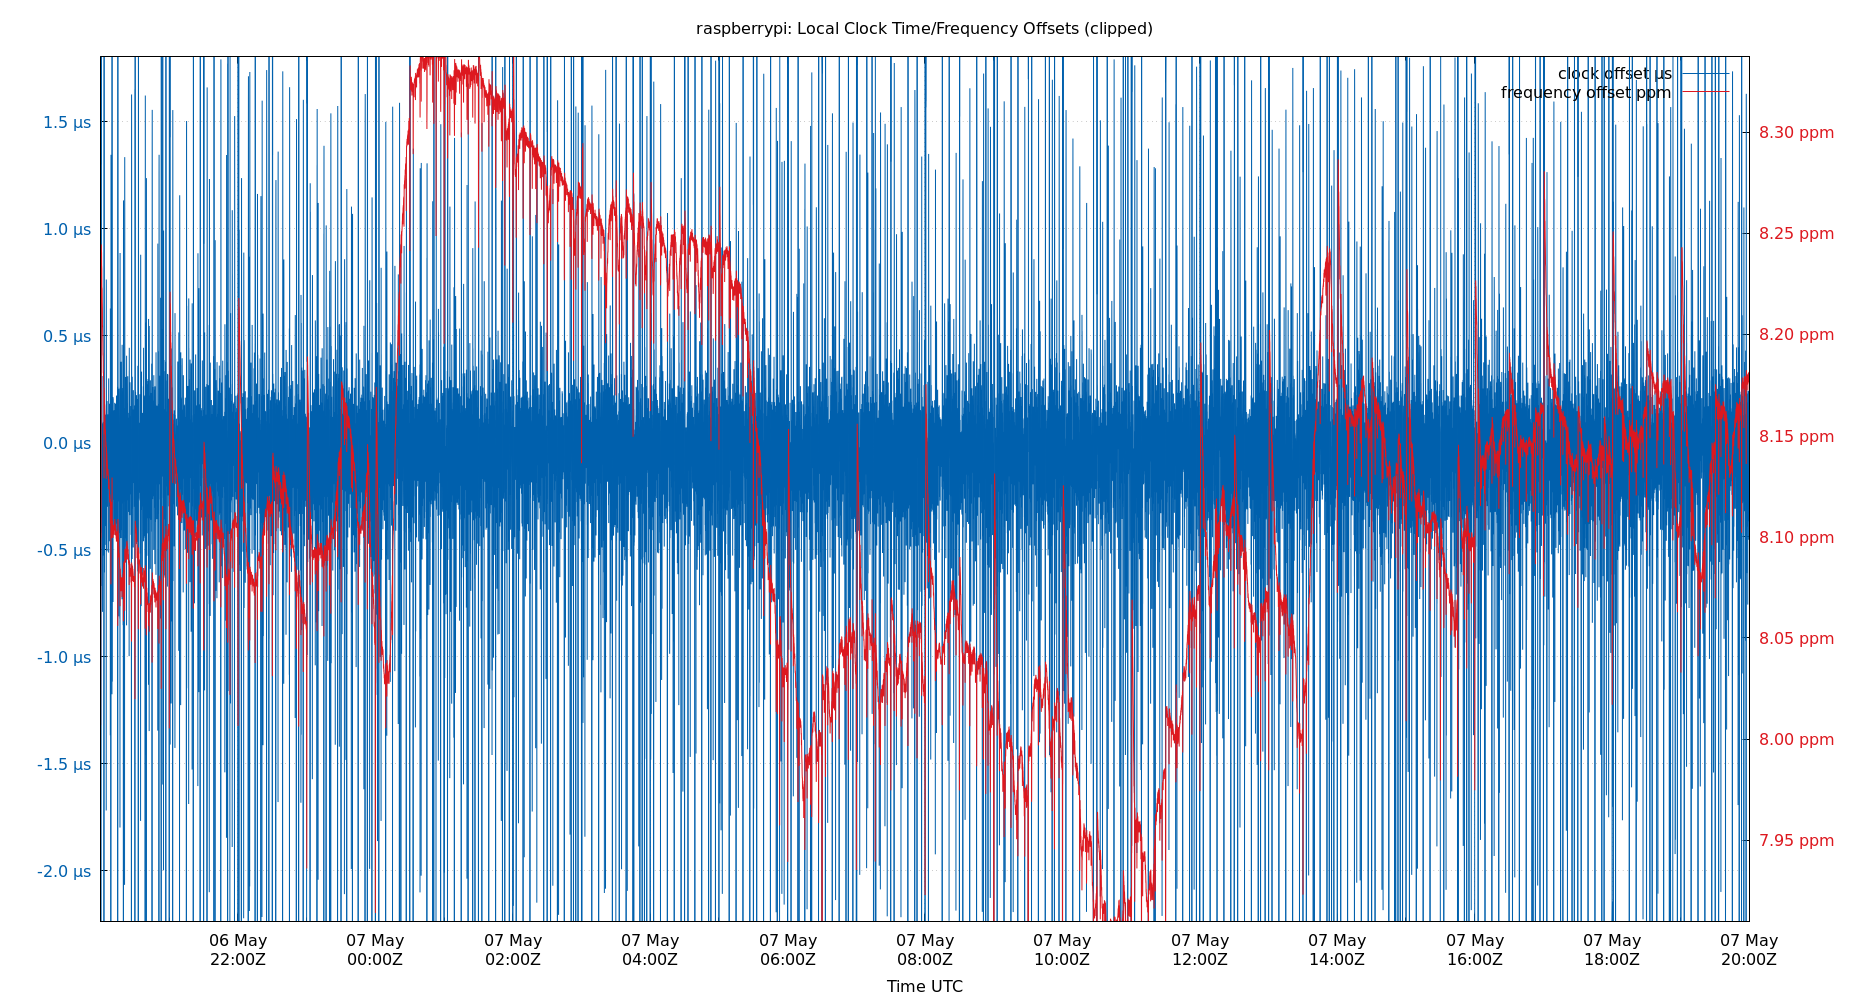 raspberrypi: Local Clock Time/Frequency Offsets (clipped)
clock offset µs
frequency offset ppm
1.5 µs
1.0 µs
0.5 µs
0.0 µs
-0.5 µs
-1.0 µs
-1.5 µs
-2.0 µs
8.30 ppm
8.25 ppm
8.20 ppm
8.15 ppm
8.10 ppm
8.05 ppm
8.00 ppm
7.95 ppm
06 May 07 May 07 May 07 May 07 May 07 May 07 May 07 May 07 May 07 May 07 May 07 May
22:00Z 00:00Z 02:00Z 04:00Z 06:00Z 08:00Z 10:00Z 12:00Z 14:00Z 16:00Z 18:00Z 20:00Z
Time UTC